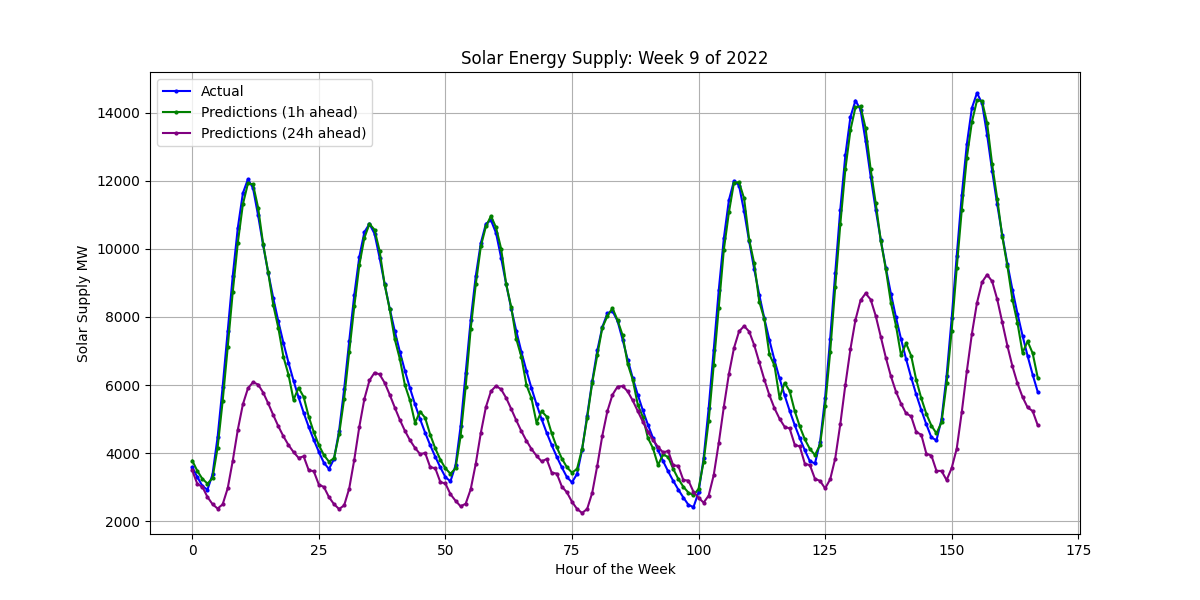 Solar Energy Supply: Week 9 of 2022
Actual
Predictions (1h ahead)
Predictions (24h ahead)
14000
12000
10000
8000
6000
4000
2000
Solar Supply MW
0 25 50 75 100 125 150 175
Hour of the Week